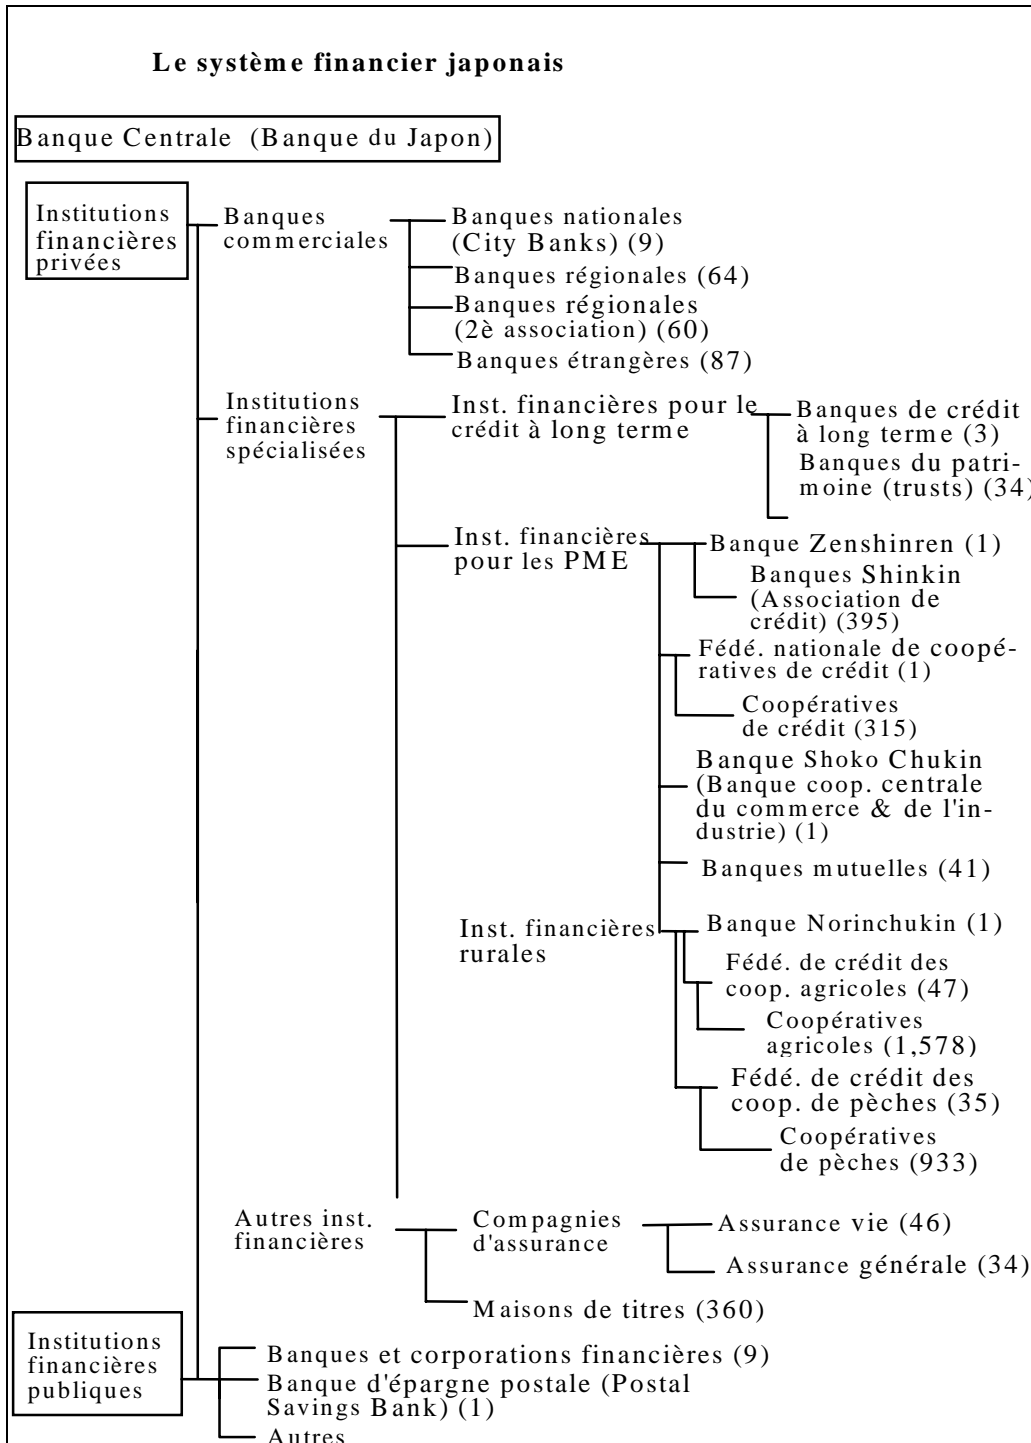 Le système financier japonais
Banque Centrale (Banque du Japon)
Institutions
financières
privées
Banques
commerciales
Banques nationales
(City Banks) (9)
Banques régionales (64)
Banques régionales
(2è association) (60)
Banques étrangères (87)
Institutions
financières
spécialisées
Inst. financières pour le
crédit à long terme
Banques de crédit
à long terme (3)
Banques du patri-
moine (trusts) (34)
Inst. financières
pour les PME
Banque Zenshinren (1)
Banques Shinkin
(Association de
crédit) (395)
Fédé. nationale de coopé-
ratives de crédit (1)
Coopératives
de crédit (315)
Banque Shoko Chukin
(Banque coop. centrale
du commerce & de l'in-
dustrie) (1)
Banques mutuelles (41)
Inst. financières
rurales
Banque Norinchukin (1)
Fédé. de crédit des
coop. agricoles (47)
Coopératives
agricoles (1,578)
Fédé. de crédit des
coop. de pèches (35)
Coopératives
de pèches (933)
Autres inst.
financières
Compagnies
d'assurance
Assurance vie (46)
Assurance générale (34)
Maisons de titres (360)
Institutions
financières
publiques
Banques et corporations financières (9)
Banque d'épargne postale (Postal
Savings Bank) (1)
Autres